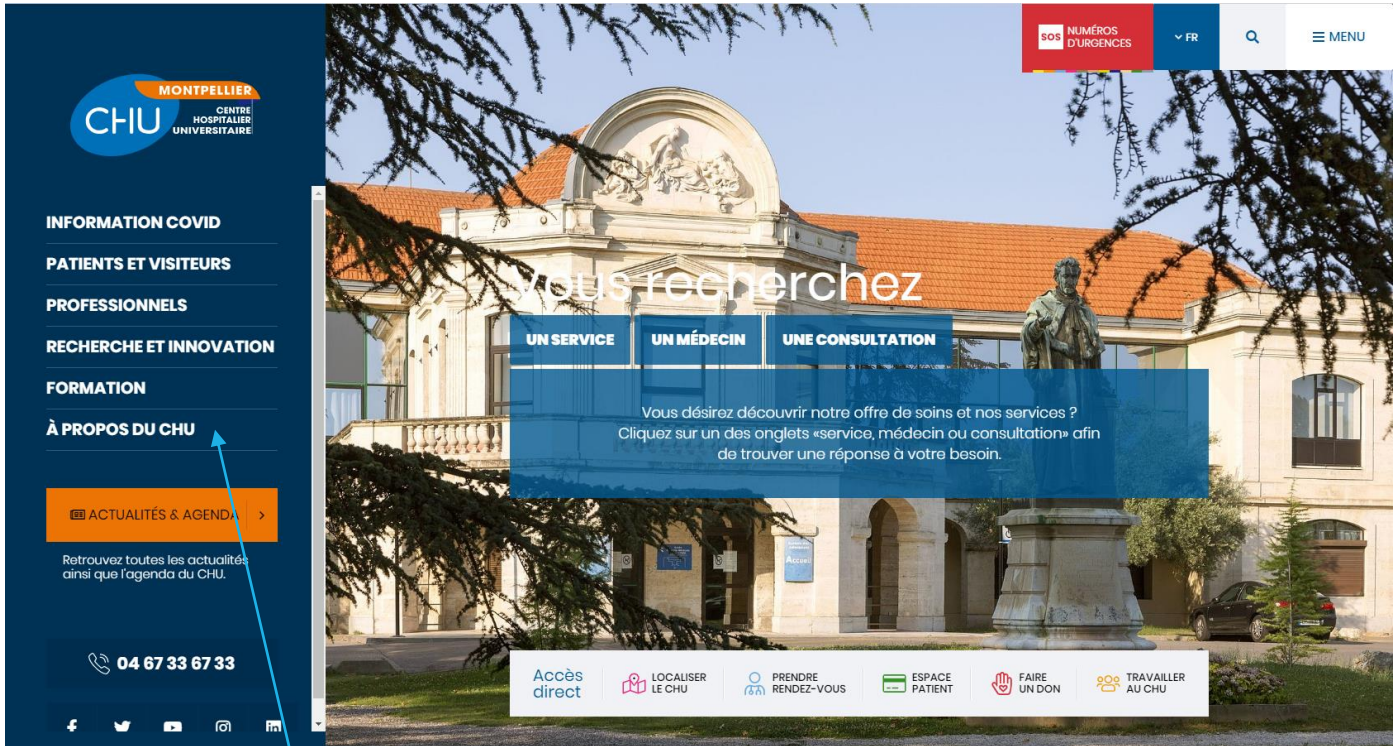 MONTPELLIER
CHU
CENTRE
HOSPITALIER
UNIVERSITAIRE
INFORMATION COVID
PATIENTS ET VISITEURS
PROFESSIONNELS
RECHERCHE ET INNOVATION
FORMATION
À PROPOS DU CHU
ACTUALITÉS & AGENDA
Retrouvez toutes les actualités
ainsi que l'agenda du CHU.
04 67 33 67 33
SOS NUMÉROS
D'URGENCES
FR
MENU
Vous recherchez
UN SERVICE UN MÉDECIN UNE CONSULTATION
Vous désirez découvrir notre offre de soins et nos services ?
Cliquez sur un des onglets «service, médecin ou consultation» afin
de trouver une réponse à votre besoin.
Accueil
Accès
direct
LOCALISER
LE CHU
PRENDRE
RENDEZ-VOUS
ESPACE
PATIENT
FAIRE
UN DON
TRAVAILLER
AU CHU